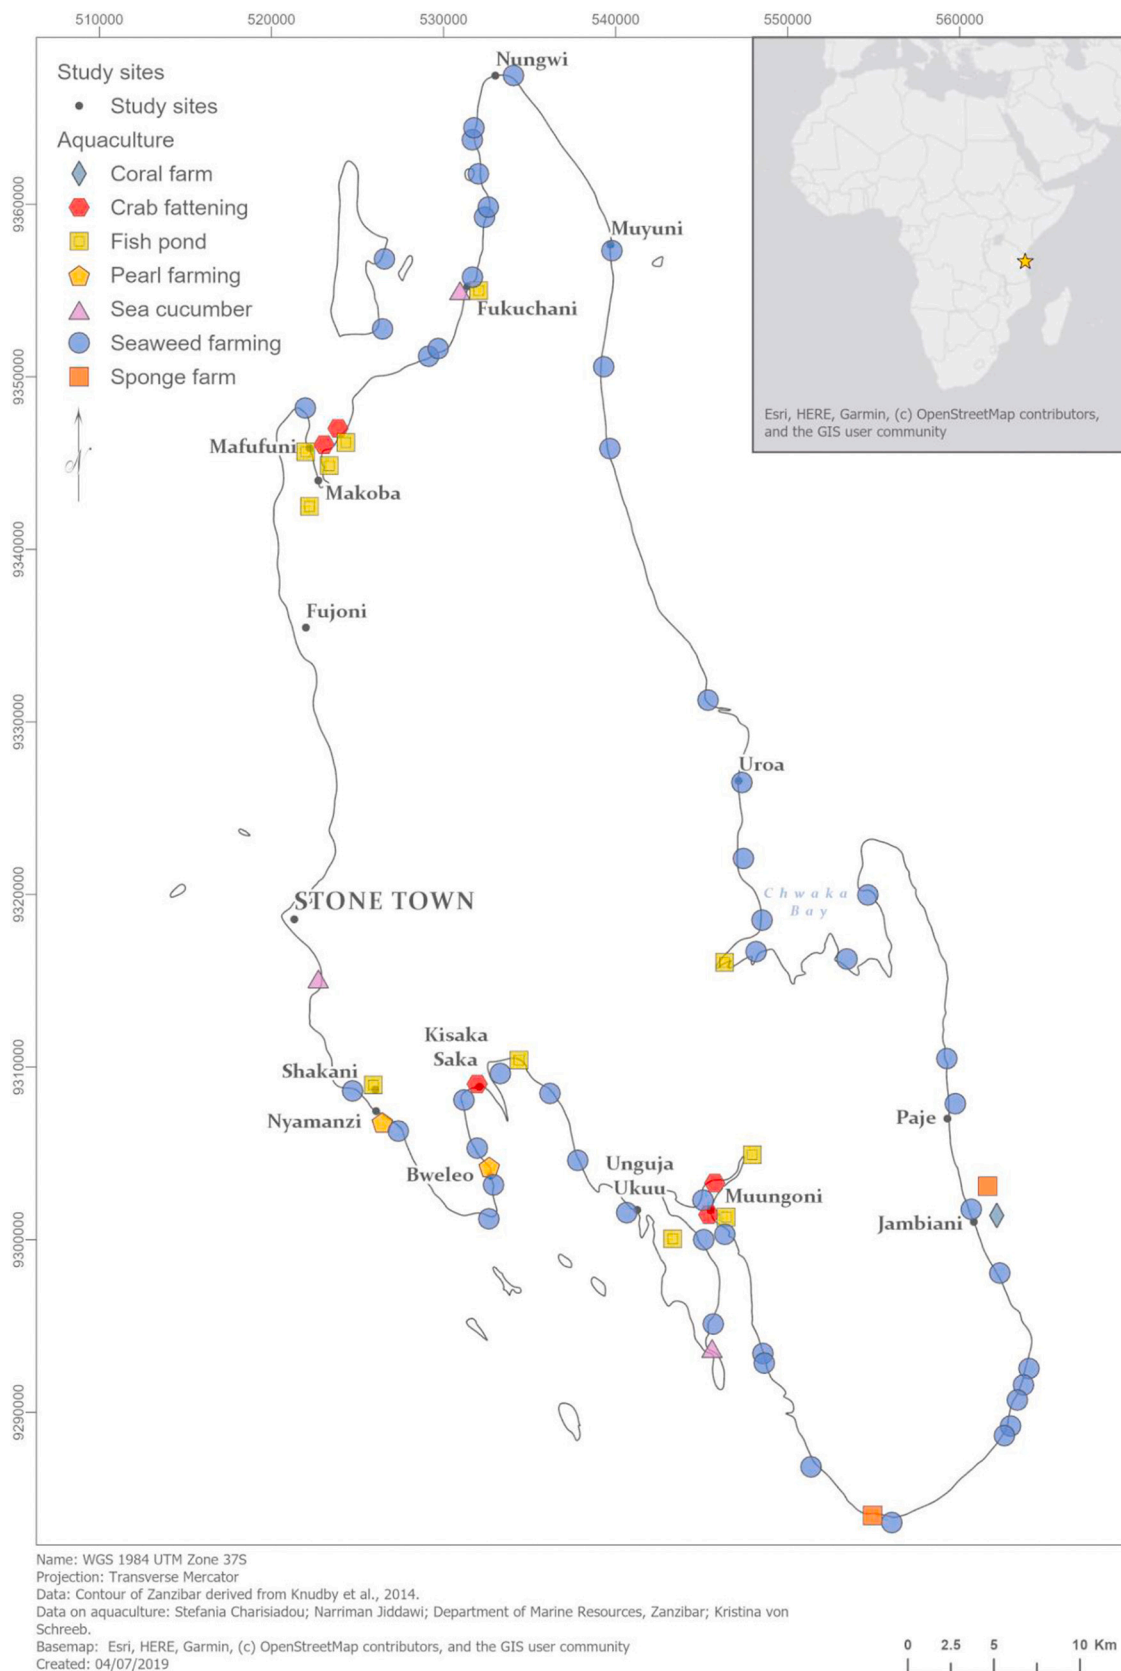 510000
520000
530000
540000
550000
560000
Study sites
Study sites
Aquaculture
Coral farm
Crab fattening
Fish pond
Pearl farming
Sea cucumber
Seaweed farming
Sponge farm
N
9360000
9350000
9340000
9330000
9320000
9310000
9300000
9290000
Nungwi
Muyuni
Fukuchani
Mafufuni
Makoba
Fujoni
Uroa
Chwaka
Bay
STONE TOWN
Kisaka
Saka
Shakani
Nyamanzi
Bweleo
Unguja
Ukuu
Muungoni
Paje
Jambiani
Esri, HERE, Garmin, (c) OpenStreetMap contributors,
and the GIS user community
Name: WGS 1984 UTM Zone 37S
Projection: Transverse Mercator
Data: Contour of Zanzibar derived from Knudby et al., 2014.
Data on aquaculture: Stefania Charisiadou; Narriman Jiddawi; Department of Marine Resources, Zanzibar; Kristina von
Schreeb.
Basemap: Esri, HERE, Garmin, (c) OpenStreetMap contributors, and the GIS user community
Created: 04/07/2019
0 2.5 5 10 Km